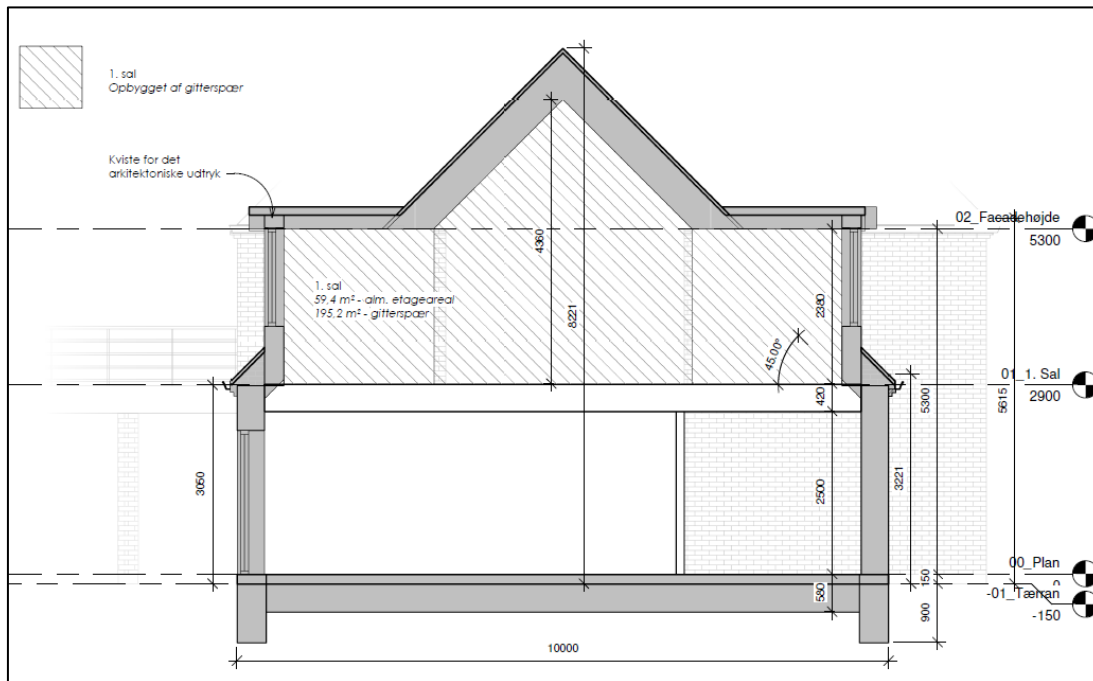 1. sal
Opbygget af gitterspær
Kviste for det
arkitektoniske udtryk
02_Facadehøjde
5300
4360
8221
1. sal
59,4 m² - alm. etageareal
195,2 m² - gitterspær
2380
45.00°
01_1. Sal
2900
420
5300
5615
3050
2500
3221
00_Plan
0
150
-01_Tærran
-150
580
900
10000